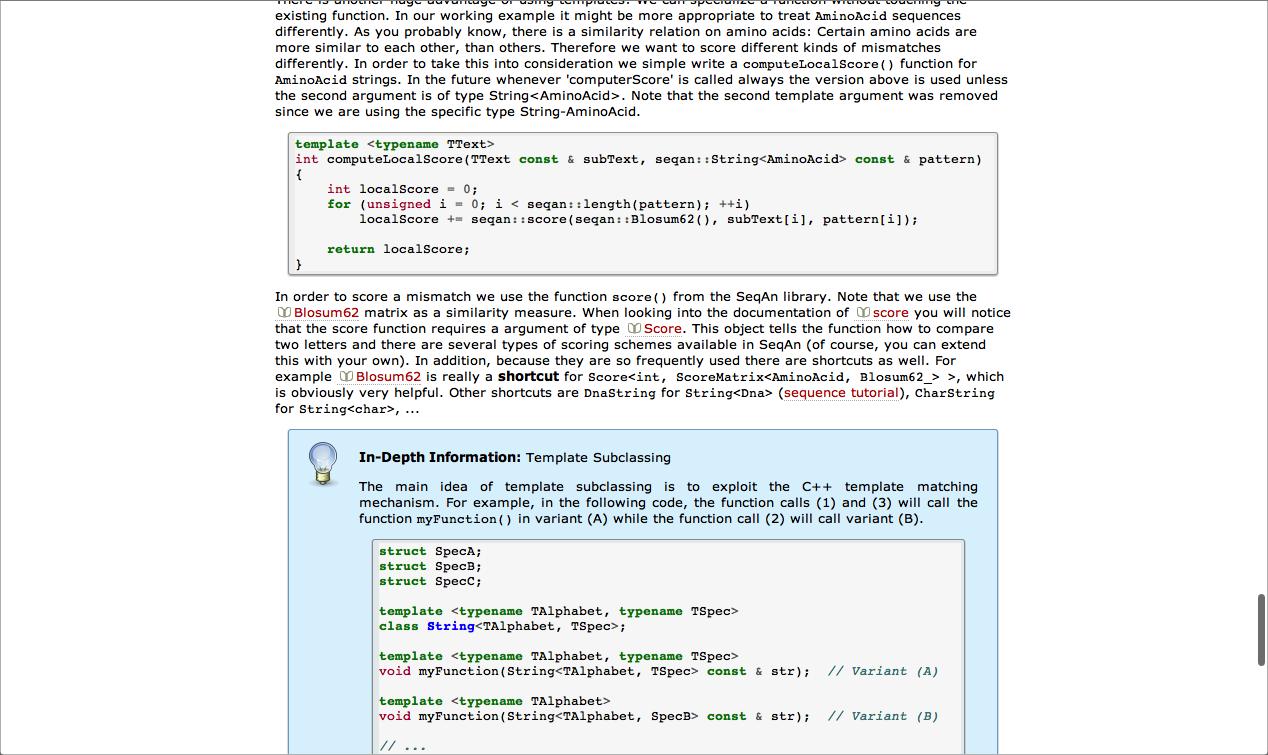 There is another huge advantage of using templates: We can specialize a function without touching the
existing function. In our working example it might be more appropriate to treat AminoAcid sequences
differently. As you probably know, there is a similarity relation on amino acids: Certain amino acids are
more similar to each other, than others. Therefore we want to score different kinds of mismatches
differently. In order to take this into consideration we simple write a computeLocalScore() function for
AminoAcid strings. In the future whenever 'computerScore' is called always the version above is used unless
the second argument is of type String<AminoAcid>. Note that the second template argument was removed
since we are using the specific type String-AminoAcid.
template <typename TText>
int computeLocalScore(TText const & subText, seqan::String<AminoAcid> const & pattern)
{
    int localScore = 0;
    for (unsigned i = 0; i < seqan::length(pattern); ++i)
        localScore += seqan::score(seqan::Blosum62(), subText[i], pattern[i]);
    return localScore;
}
In order to score a mismatch we use the function score() from the SeqAn library. Note that we use the
Blosum62 matrix as a similarity measure. When looking into the documentation of score you will notice
that the score function requires a argument of type Score. This object tells the function how to compare
two letters and there are several types of scoring schemes available in SeqAn (of course, you can extend
this with your own). In addition, because they are so frequently used there are shortcuts as well. For
example Blosum62 is really a shortcut for Score<int, ScoreMatrix<AminoAcid, Blosum62_> >, which
is obviously very helpful. Other shortcuts are DnaString for String<Dna> (sequence tutorial), CharString
for String<char>, ...
In-Depth Information: Template Subclassing
The main idea of template subclassing is to exploit the C++ template matching
mechanism. For example, in the following code, the function calls (1) and (3) will call the
function myFunction() in variant (A) while the function call (2) will call variant (B).
struct SpecA;
struct SpecB;
struct SpecC;
template <typename TAlphabet, typename TSpec>
class String<TAlphabet, TSpec>;
template <typename TAlphabet, typename TSpec>
void myFunction(String<TAlphabet, TSpec> const & str);  // Variant (A)
template <typename TAlphabet>
void myFunction(String<TAlphabet, SpecB> const & str);  // Variant (B)
// ...